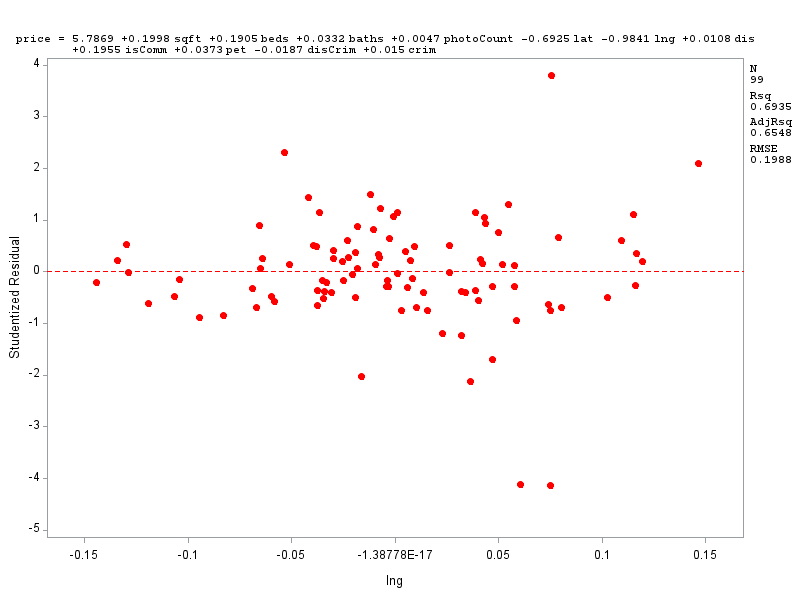 price = 5.7869 +0.1998 sqft +0.1905 beds +0.0332 baths +0.0047 photoCount -0.6925 lat -0.9841 lng +0.0108 dis
+0.1955 isComm +0.0373 pet -0.0187 disCrim +0.015 crim
N
99
Rsq
0.6935
AdjRsq
0.6548
RMSE
0.1988
Studentized Residual
4
3
2
1
0
-1
-2
-3
-4
-5
-0.15 -0.1 -0.05 -1.38778E-17 0.05 0.1 0.15
lng